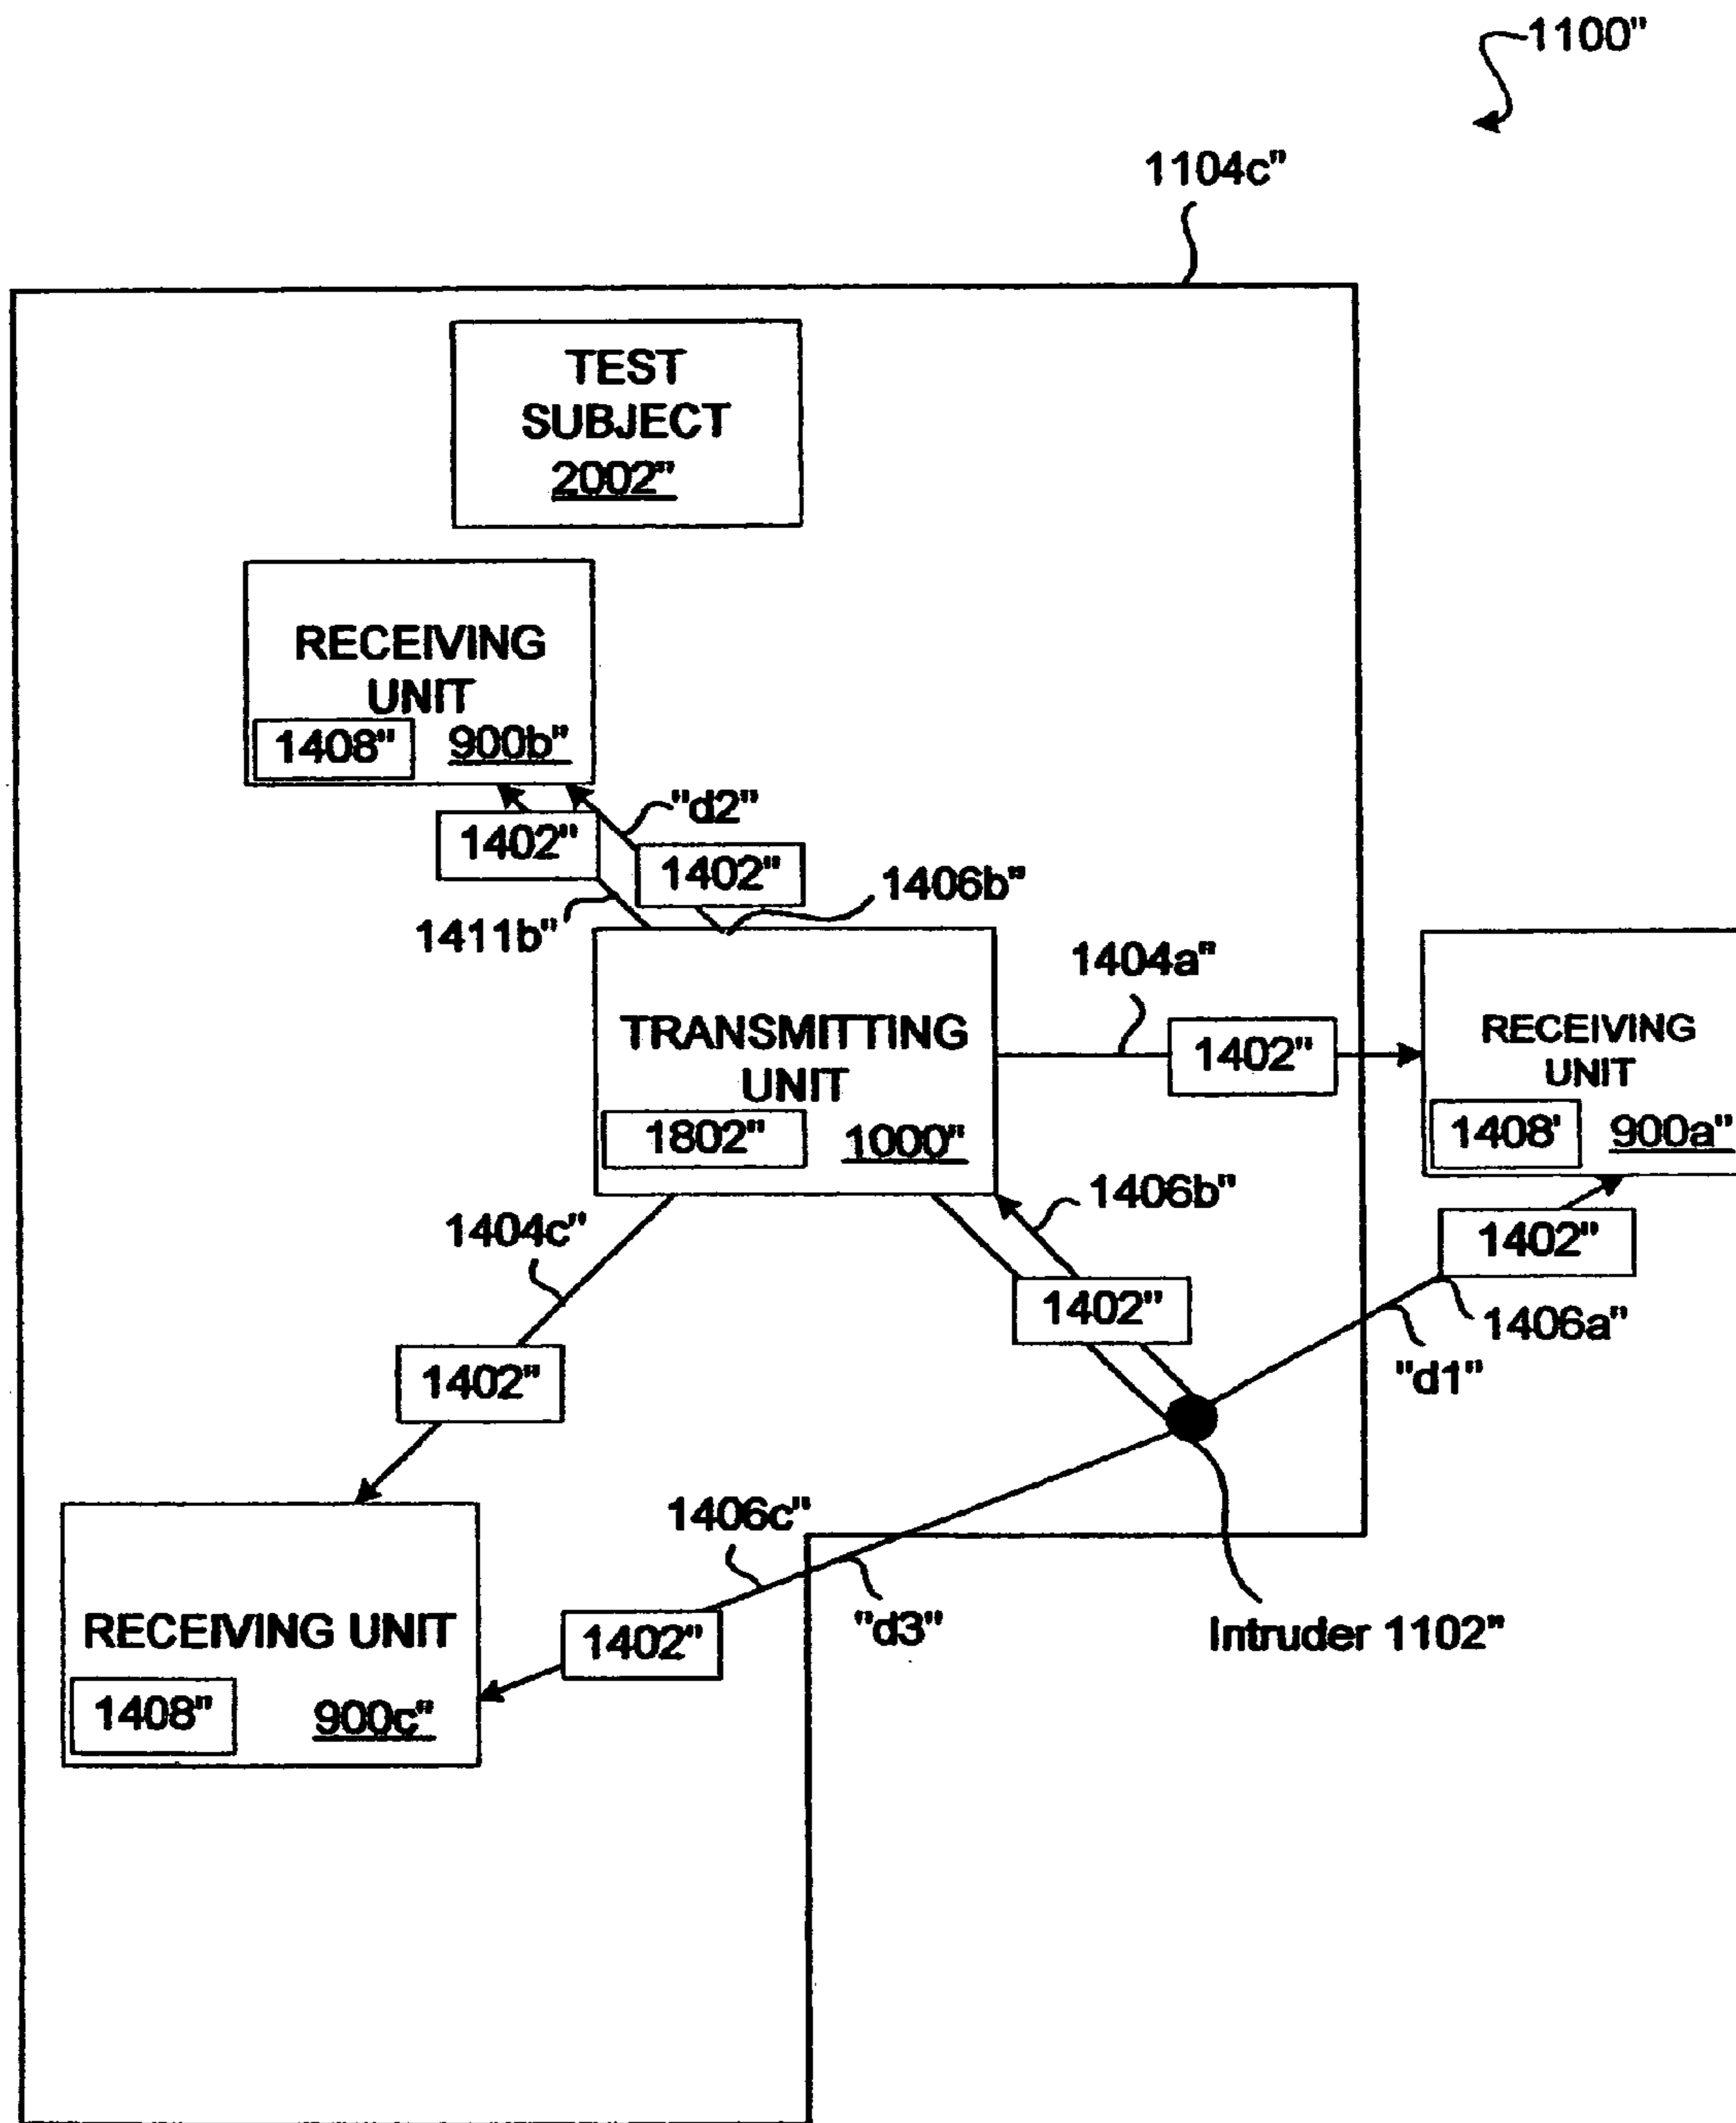 1100"
1104c"
TEST
SUBJECT
2002"
RECEIVING
UNIT
1408" 900b"
"d2"
1402"
1402"
1406b"
1411b"
1404a"
TRANSMITTING
UNIT
1802" 1000"
1402"
RECEIVING
UNIT
1408' 900a"
1406b"
1404c"
1402"
1402"
1406a"
"d1"
1402"
1406c"
"d3"
Intruder 1102"
1402"
RECEIVING UNIT
1408" 900c"